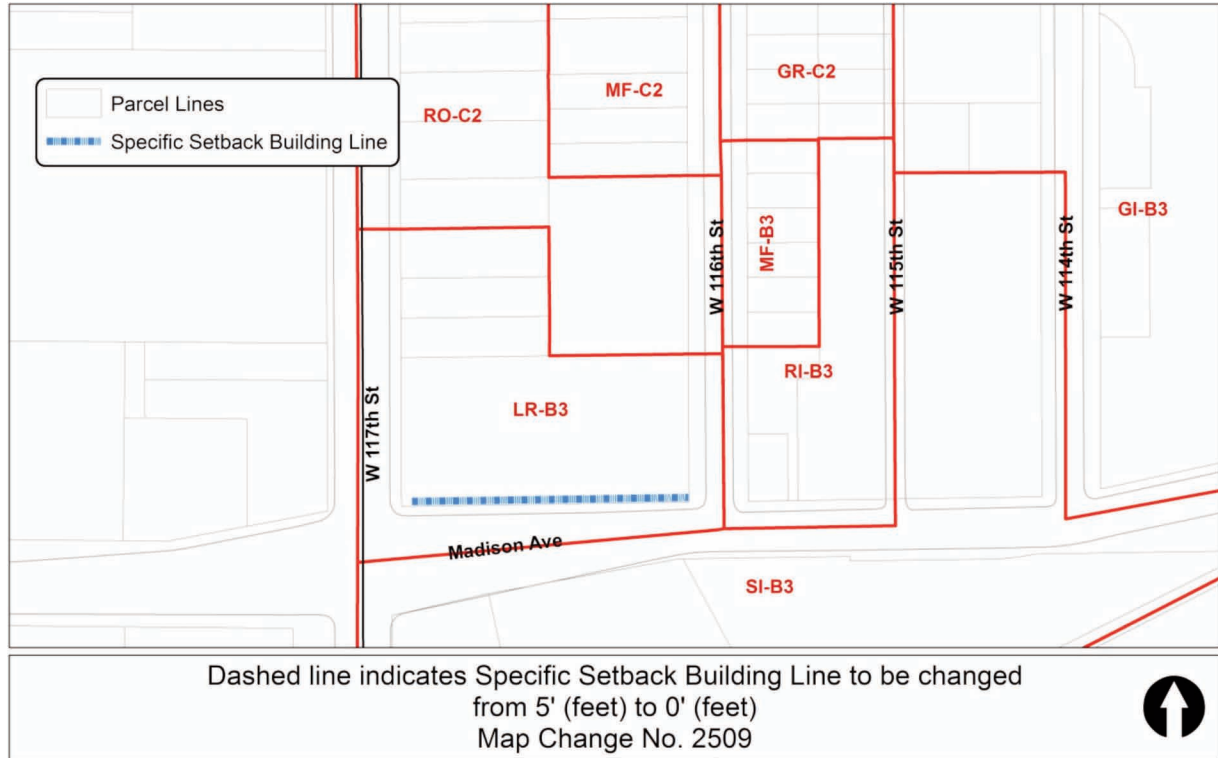 Parcel Lines
Specific Setback Building Line
RO-C2
MF-C2
GR-C2
GI-B3
MF-B3
W 116th St
W 115th St
W 114th St
RI-B3
LR-B3
W 117th St
Madison Ave
SI-B3
Dashed line indicates Specific Setback Building Line to be changed
from 5' (feet) to 0' (feet)
Map Change No. 2509